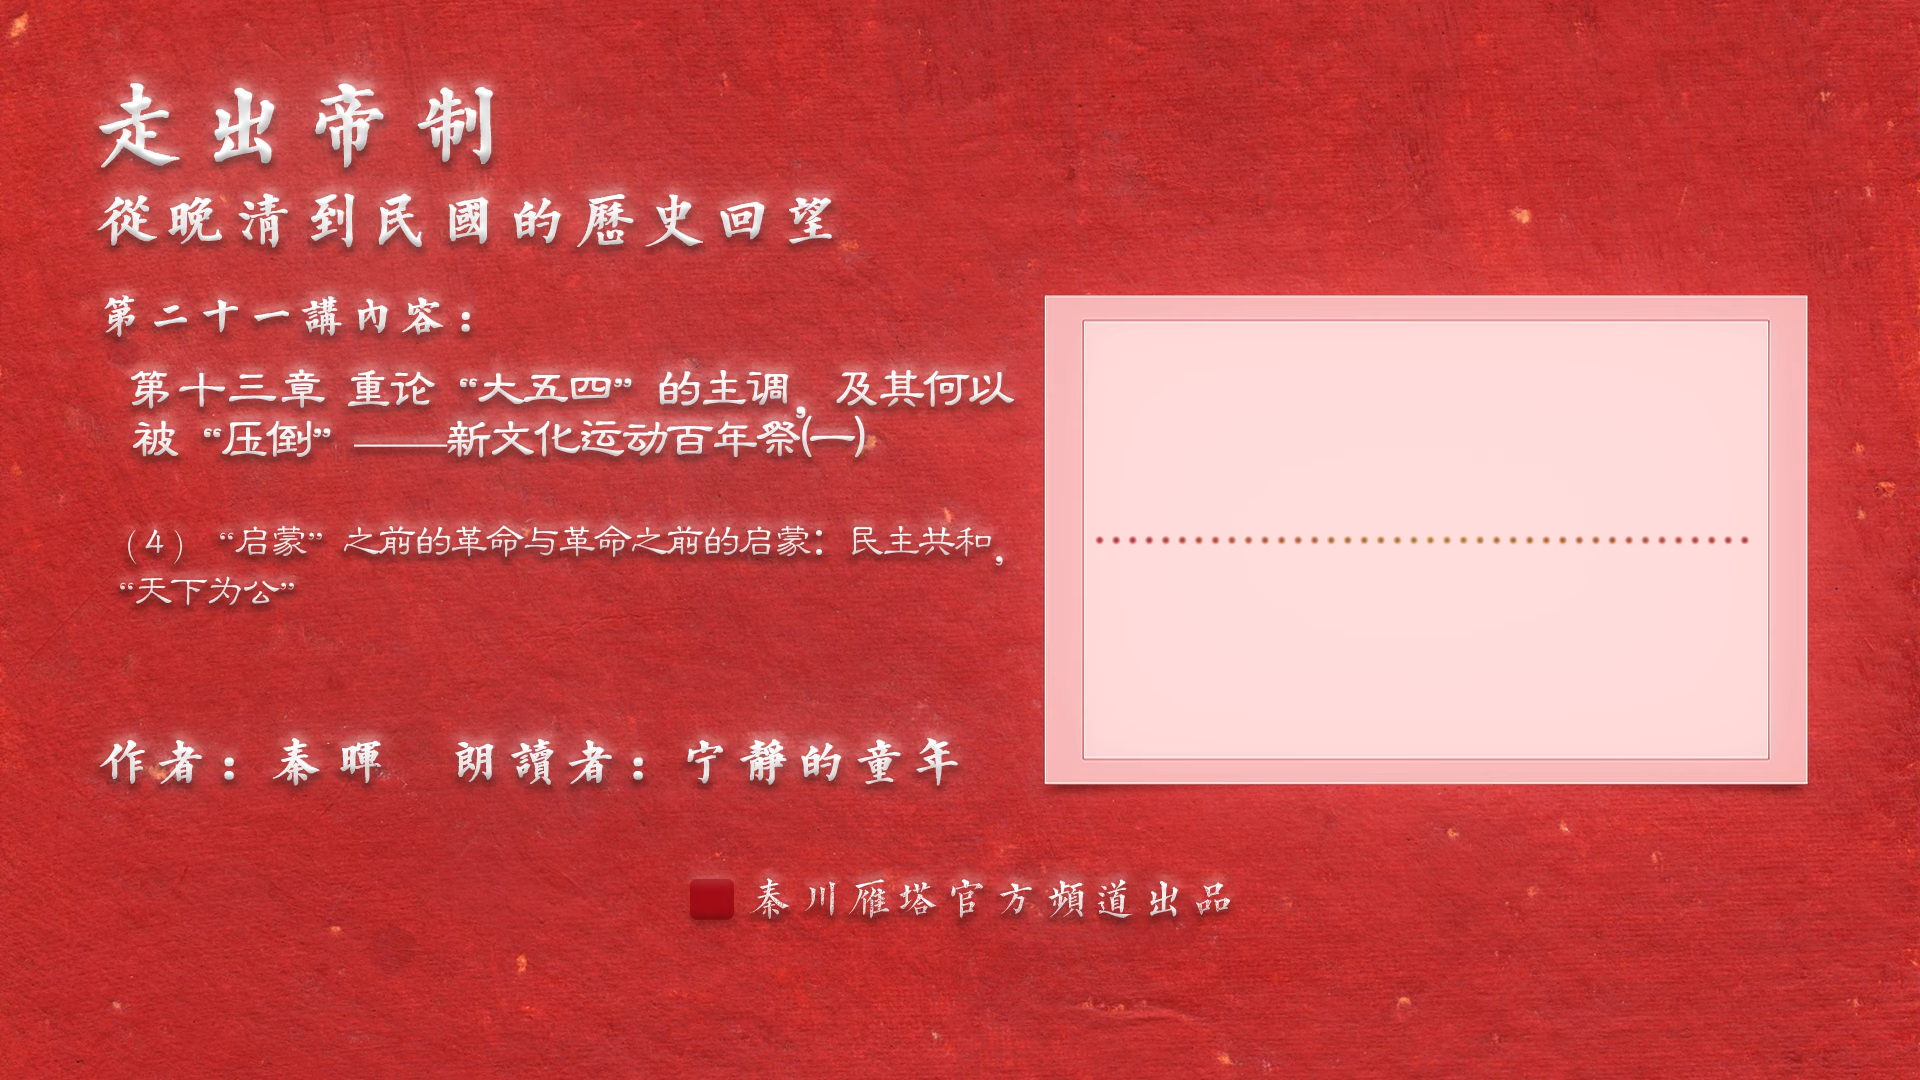 走出帝制
從晚清到民國的歷史回望
第二十一講內容：
第十三章 重论 “大五四” 的主调，及其何以
被 “压倒” ——新文化运动百年祭(一)
（4） “启蒙” 之前的革命与革命之前的启蒙：民主共和，
“天下为公”
作者：秦暉 朗讀者：宁靜的童年
秦川雁塔官方頻道出品